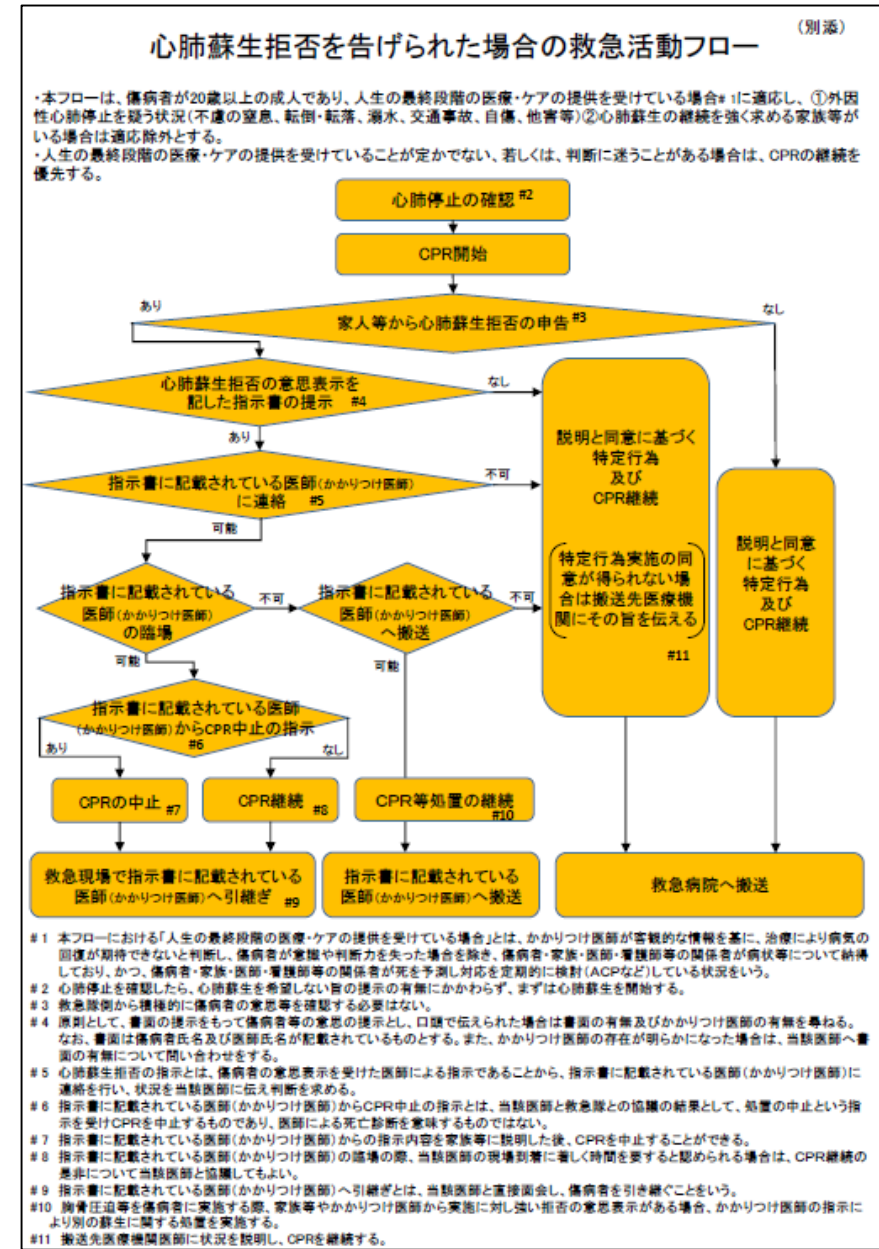 （別添）
心肺蘇生拒否を告げられた場合の救急活動フロー
・本フローは、傷病者が20歳以上の成人であり、人生の最終段階の医療・ケアの提供を受けている場合#1に適応し、①外因
性心肺停止を疑う状況（不慮の窒息、転倒・転落、溺水、交通事故、自傷、他害等）②心肺蘇生の継続を強く求める家族等が
いる場合は適応除外とする。
・人生の最終段階の医療・ケアの提供を受けていることが定かでない、若しくは、判断に迷うことがある場合は、CPRの継続を
優先する。
心肺停止の確認 #2
CPR開始
あり
家人等から心肺蘇生拒否の申告 #3
なし
心肺蘇生拒否の意思表示を
記した指示書の提示 #4
なし
あり
指示書に記載されている医師（かかりつけ医師）
に連絡 #5
不可
可能
説明と同意に基づく
特定行為
及び
CPR継続
特定行為実施の同
意が得られない場
合は搬送先医療機
関にその旨を伝える
#11
説明と同意
に基づく
特定行為
及び
CPR継続
指示書に記載されている
医師（かかりつけ医師）
の臨場
不可
指示書に記載されている
医師（かかりつけ医師）
へ搬送
不可
可能
可能
指示書に記載されている医師
（かかりつけ医師）からCPR中止の指示
#6
あり
なし
CPRの中止 #7
CPR継続 #8
CPR等処置の継続
#10
救急現場で指示書に記載されている
医師（かかりつけ医師）へ引継ぎ #9
指示書に記載されている
医師（かかりつけ医師）へ搬送
救急病院へ搬送
#1 本フローにおける「人生の最終段階の医療・ケアの提供を受けている場合」とは、かかりつけ医師が客観的な情報を基に、治療により病気の
回復が期待できないと判断し、傷病者が意識や判断力を失った場合を除き、傷病者・家族・医師・看護師等の関係者が病状等について納得
しており、かつ、傷病者・家族・医師・看護師等の関係者が死を予測し対応を定期的に検討（ACPなど）している状況をいう。
#2 心肺停止を確認したら、心肺蘇生を希望しない旨の提示の有無にかかわらず、まずは心肺蘇生を開始する。
#3 救急隊側から積極的に傷病者の意思等を確認する必要はない。
#4 原則として、書面の提示をもって傷病者等の意思の提示とし、口頭で伝えられた場合は書面の有無及びかかりつけ医師の有無を尋ねる。
なお、書面は傷病者氏名及び医師氏名が記載されているものとする。また、かかりつけ医師の存在が明らかになった場合は、当該医師へ書
面の有無について問い合わせをする。
#5 心肺蘇生拒否の指示とは、傷病者の意思表示を受けた医師による指示であることから、指示書に記載されている医師（かかりつけ医師）に
連絡を行い、状況を当該医師に伝え判断を求める。
#6 指示書に記載されている医師（かかりつけ医師）からCPR中止の指示とは、当該医師と救急隊との協議の結果として、処置の中止という指
示を受けCPRを中止するものであり、医師による死亡診断を意味するものではない。
#7 指示書に記載されている医師（かかりつけ医師）からの指示内容を家族等に説明した後、CPRを中止することができる。
#8 指示書に記載されている医師（かかりつけ医師）の臨場の際、当該医師の現場到着に著しく時間を要すると認められる場合は、CPR継続の
是非について当該医師と協議してもよい。
#9 指示書に記載されている医師（かかりつけ医師）へ引継ぎとは、当該医師と直接面会し、傷病者を引き継ぐことをいう。
#10 胸骨圧迫等を傷病者に実施する際、家族等やかかりつけ医師から実施に対し強い拒否の意思表示がある場合、かかりつけ医師の指示に
より別の蘇生に関する処置を実施する。
#11 搬送先医療機関医師に状況を説明し、CPRを継続する。